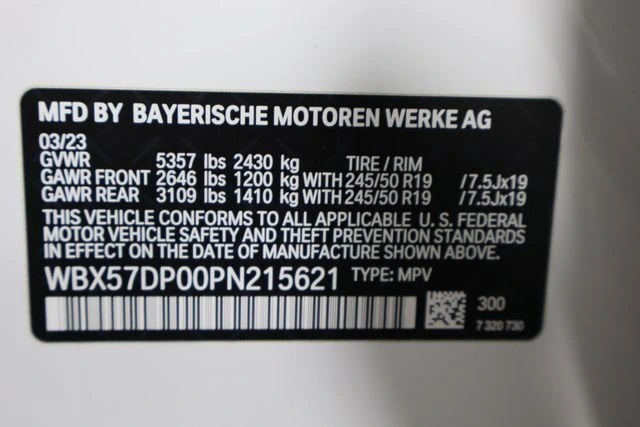 MFD BY BAYERISCHE MOTOREN WERKE AG
03/23
GVWR 5357 lbs 2430 kg TIRE / RIM
GAWR FRONT 2646 lbs 1200 kg WITH 245/50 R19 /7.5Jx19
GAWR REAR 3109 lbs 1410 kg WITH 245/50 R19 /7.5Jx19
THIS VEHICLE CONFORMS TO ALL APPLICABLE U. S. FEDERAL
MOTOR VEHICLE SAFETY AND THEFT PREVENTION STANDARDS
IN EFFECT ON THE DATE OF MANUFACTURE SHOWN ABOVE.
WBX57DP00PN215621 TYPE: MPV
300
7 320 730